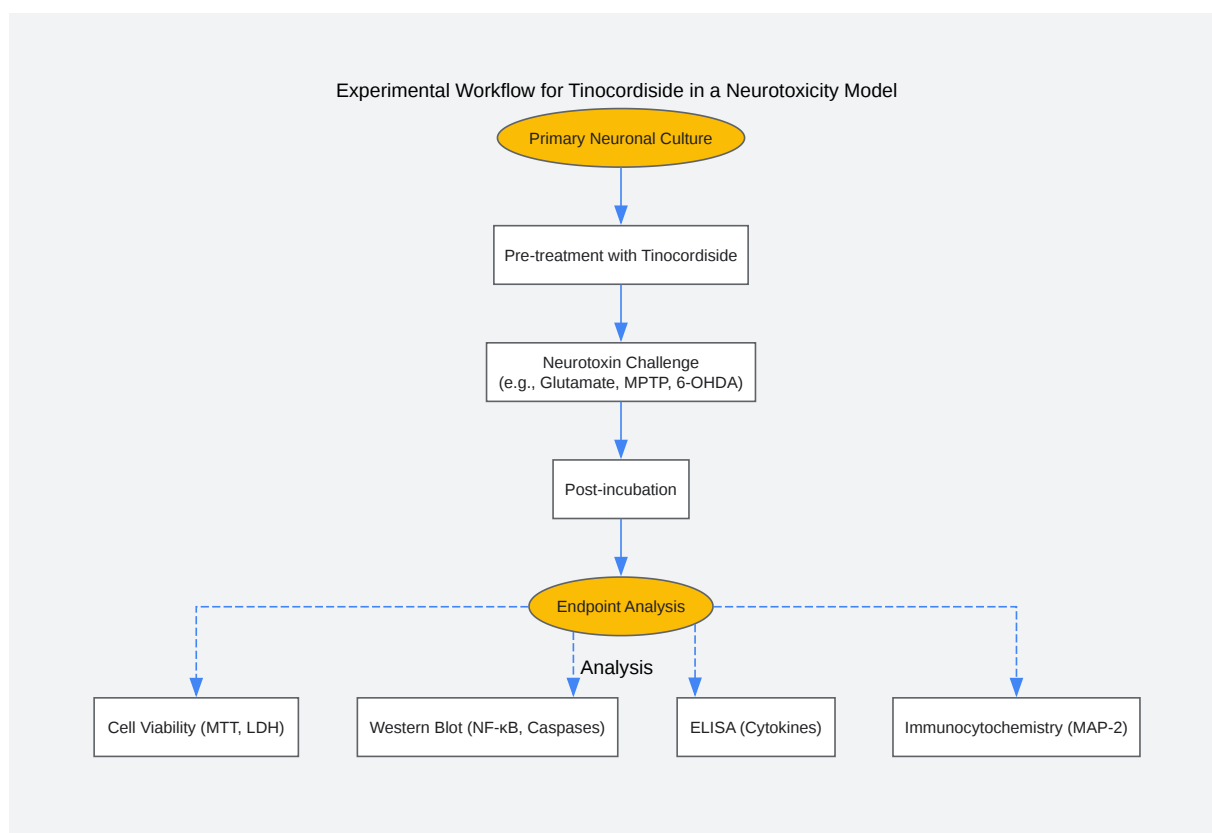 Experimental Workflow for Tinocordiside in a Neurotoxicity Model
Primary Neuronal Culture
Pre-treatment with Tinocordiside
Neurotoxin Challenge
(e.g., Glutamate, MPTP, 6-OHDA)
Post-incubation
Endpoint Analysis
Analysis
Cell Viability (MTT, LDH)
Western Blot (NF-κB, Caspases)
ELISA (Cytokines)
Immunocytochemistry (MAP-2)